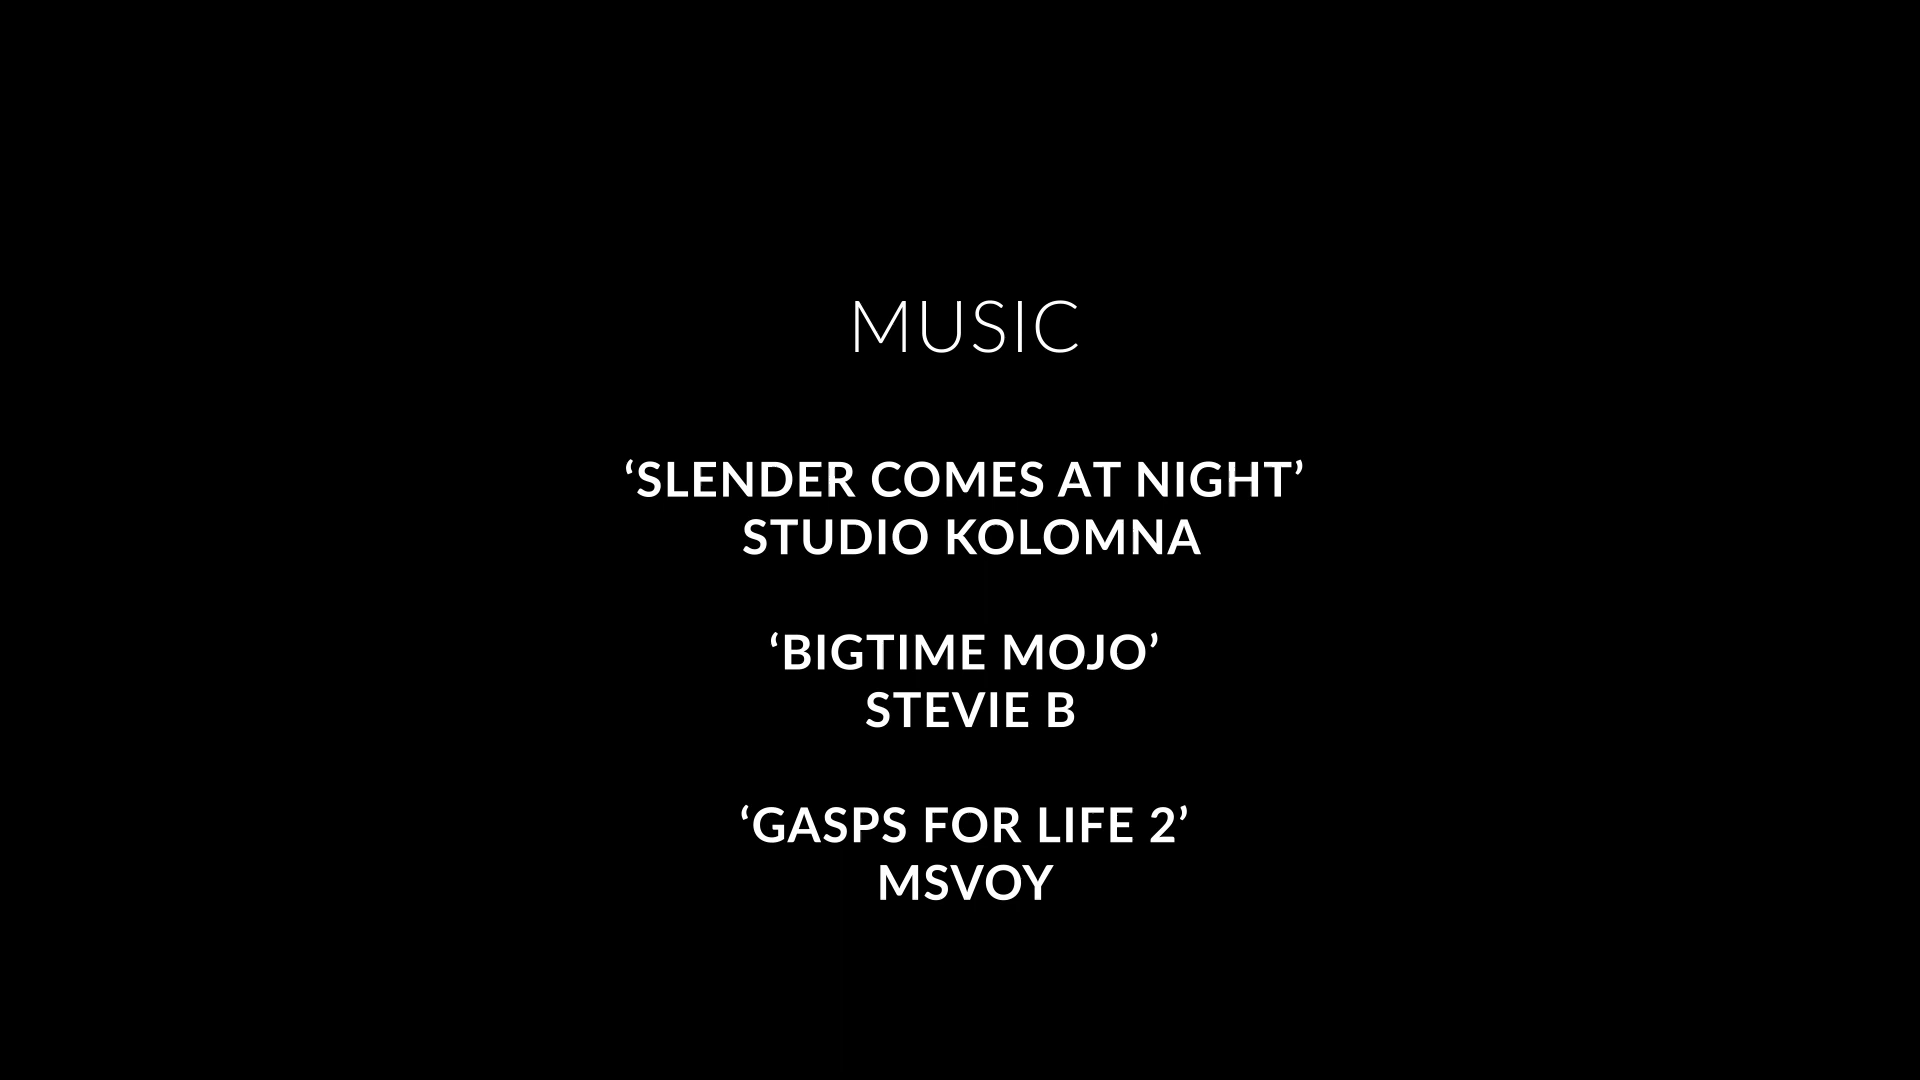 MUSIC
‘SLENDER COMES AT NIGHT’
STUDIO KOLOMNA
‘BIGTIME MOJO’
STEVIE B
‘GASPS FOR LIFE 2’
MSVOY